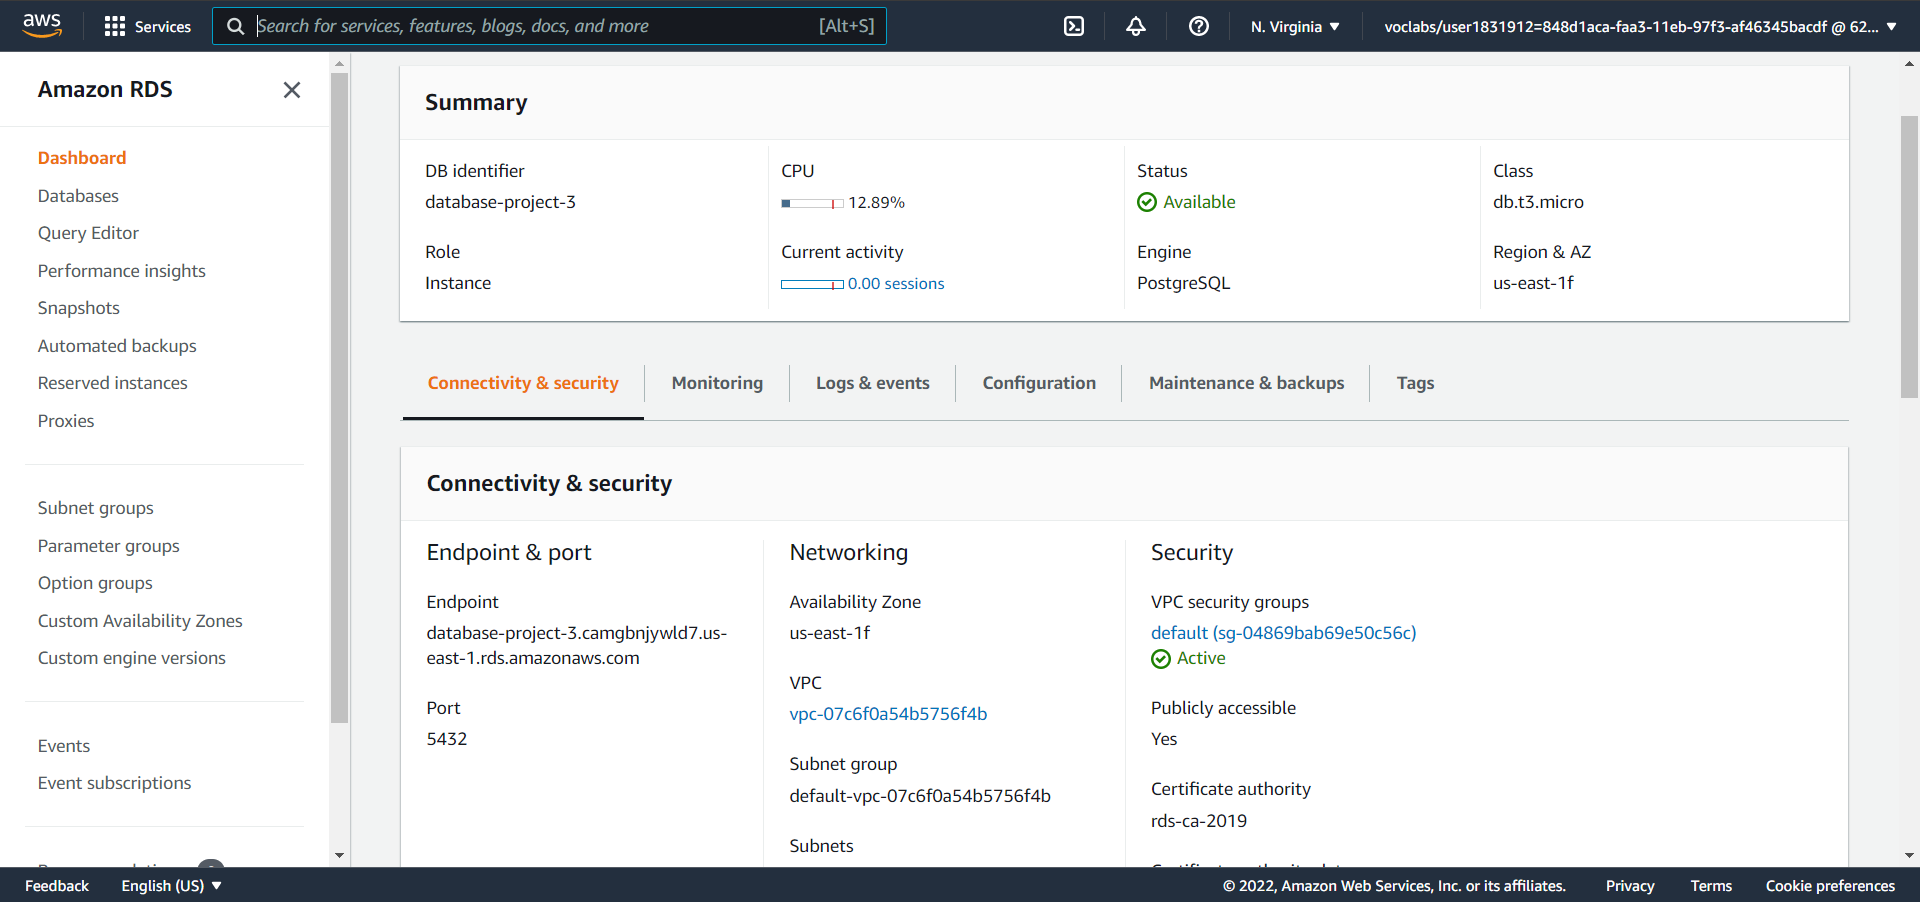 aws
Services
Search for services, features, blogs, docs, and more
[Alt+S]
N. Virginia ▼
voclabs/user1831912=848d1aca-faa3-11eb-97f3-af46345bacdf @ 62... ▼
Amazon RDS
Dashboard
Databases
Query Editor
Performance insights
Snapshots
Automated backups
Reserved instances
Proxies
Subnet groups
Parameter groups
Option groups
Custom Availability Zones
Custom engine versions
Events
Event subscriptions
Summary
DB identifier
database-project-3
CPU
12.89%
Status
Available
Class
db.t3.micro
Role
Instance
Current activity
0.00 sessions
Engine
PostgreSQL
Region & AZ
us-east-1f
Connectivity & security
Monitoring
Logs & events
Configuration
Maintenance & backups
Tags
Connectivity & security
Endpoint & port
Endpoint
database-project-3.camgbnjywld7.us-
east-1.rds.amazonaws.com
Port
5432
Networking
Availability Zone
us-east-1f
VPC
vpc-07c6f0a54b5756f4b
Subnet group
default-vpc-07c6f0a54b5756f4b
Subnets
Security
VPC security groups
default (sg-04869bab69e50c56c)
Active
Publicly accessible
Yes
Certificate authority
rds-ca-2019
Feedback
English (US) ▼
© 2022, Amazon Web Services, Inc. or its affiliates.
Privacy
Terms
Cookie preferences